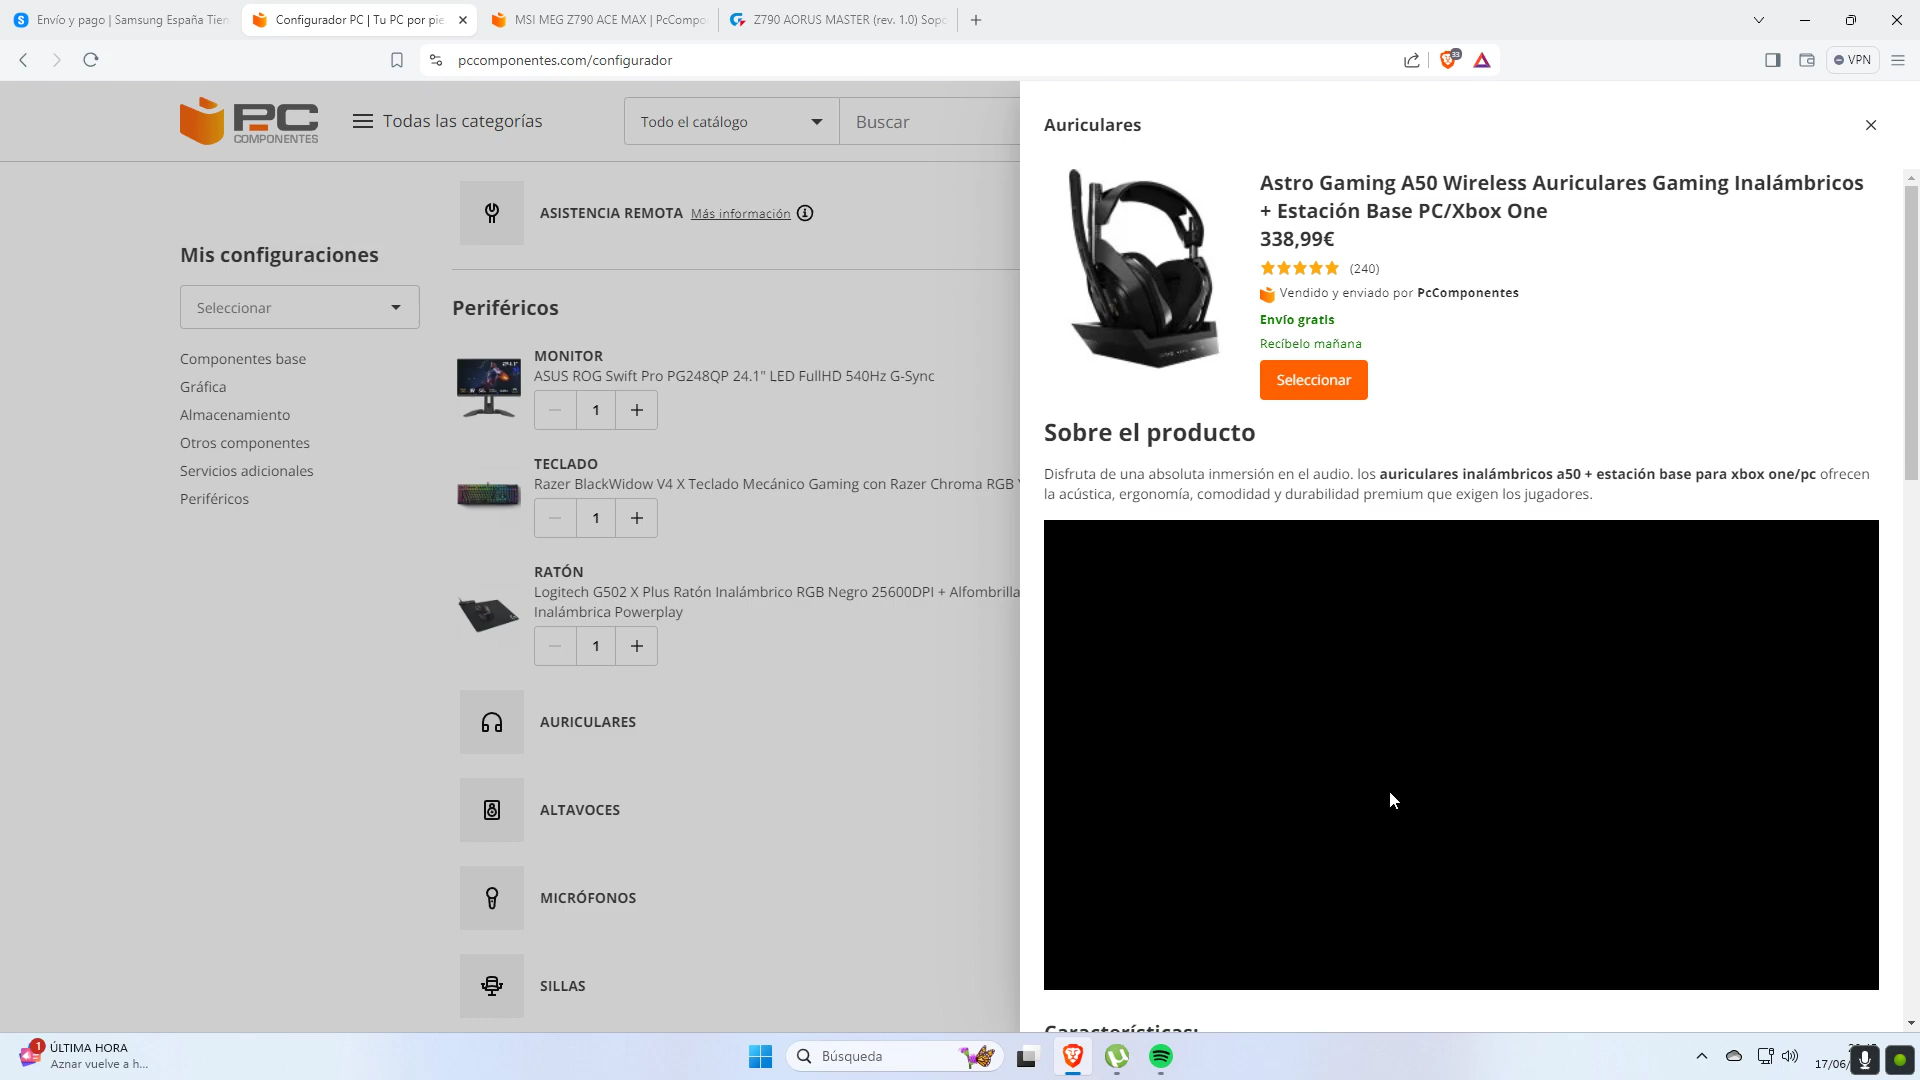 Envío y pago | Samsung España Tien
Configurador PC | Tu PC por pie
MSI MEG Z790 ACE MAX | PcCompo
Z790 AORUS MASTER (rev. 1.0) Sopo
pccomponentes.com/configurador
33
VPN
PC
COMPONENTES
Todas las categorías
Todo el catálogo
Buscar
Mis configuraciones
Seleccionar
Componentes base
Gráfica
Almacenamiento
Otros componentes
Servicios adicionales
Periféricos
ASISTENCIA REMOTA Más información
Periféricos
MONITOR
ASUS ROG Swift Pro PG248QP 24.1" LED FullHD 540Hz G-Sync
1
TECLADO
Razer BlackWidow V4 X Teclado Mecánico Gaming con Razer Chroma RGB
1
RATÓN
Logitech G502 X Plus Ratón Inalámbrico RGB Negro 25600DPI + Alfombrilla
Inalámbrica Powerplay
1
AURICULARES
ALTAVOCES
MICRÓFONOS
SILLAS
Auriculares
Astro Gaming A50 Wireless Auriculares Gaming Inalámbricos
+ Estación Base PC/Xbox One
338,99€
(240)
Vendido y enviado por PcComponentes
Envío gratis
Recíbelo mañana
Seleccionar
Sobre el producto
Disfruta de una absoluta inmersión en el audio. los auriculares inalámbricos a50 + estación base para xbox one/pc ofrecen
la acústica, ergonomía, comodidad y durabilidad premium que exigen los jugadores.
Características:
1
ÚLTIMA HORA
Aznar vuelve a h...
Búsqueda
17/06/